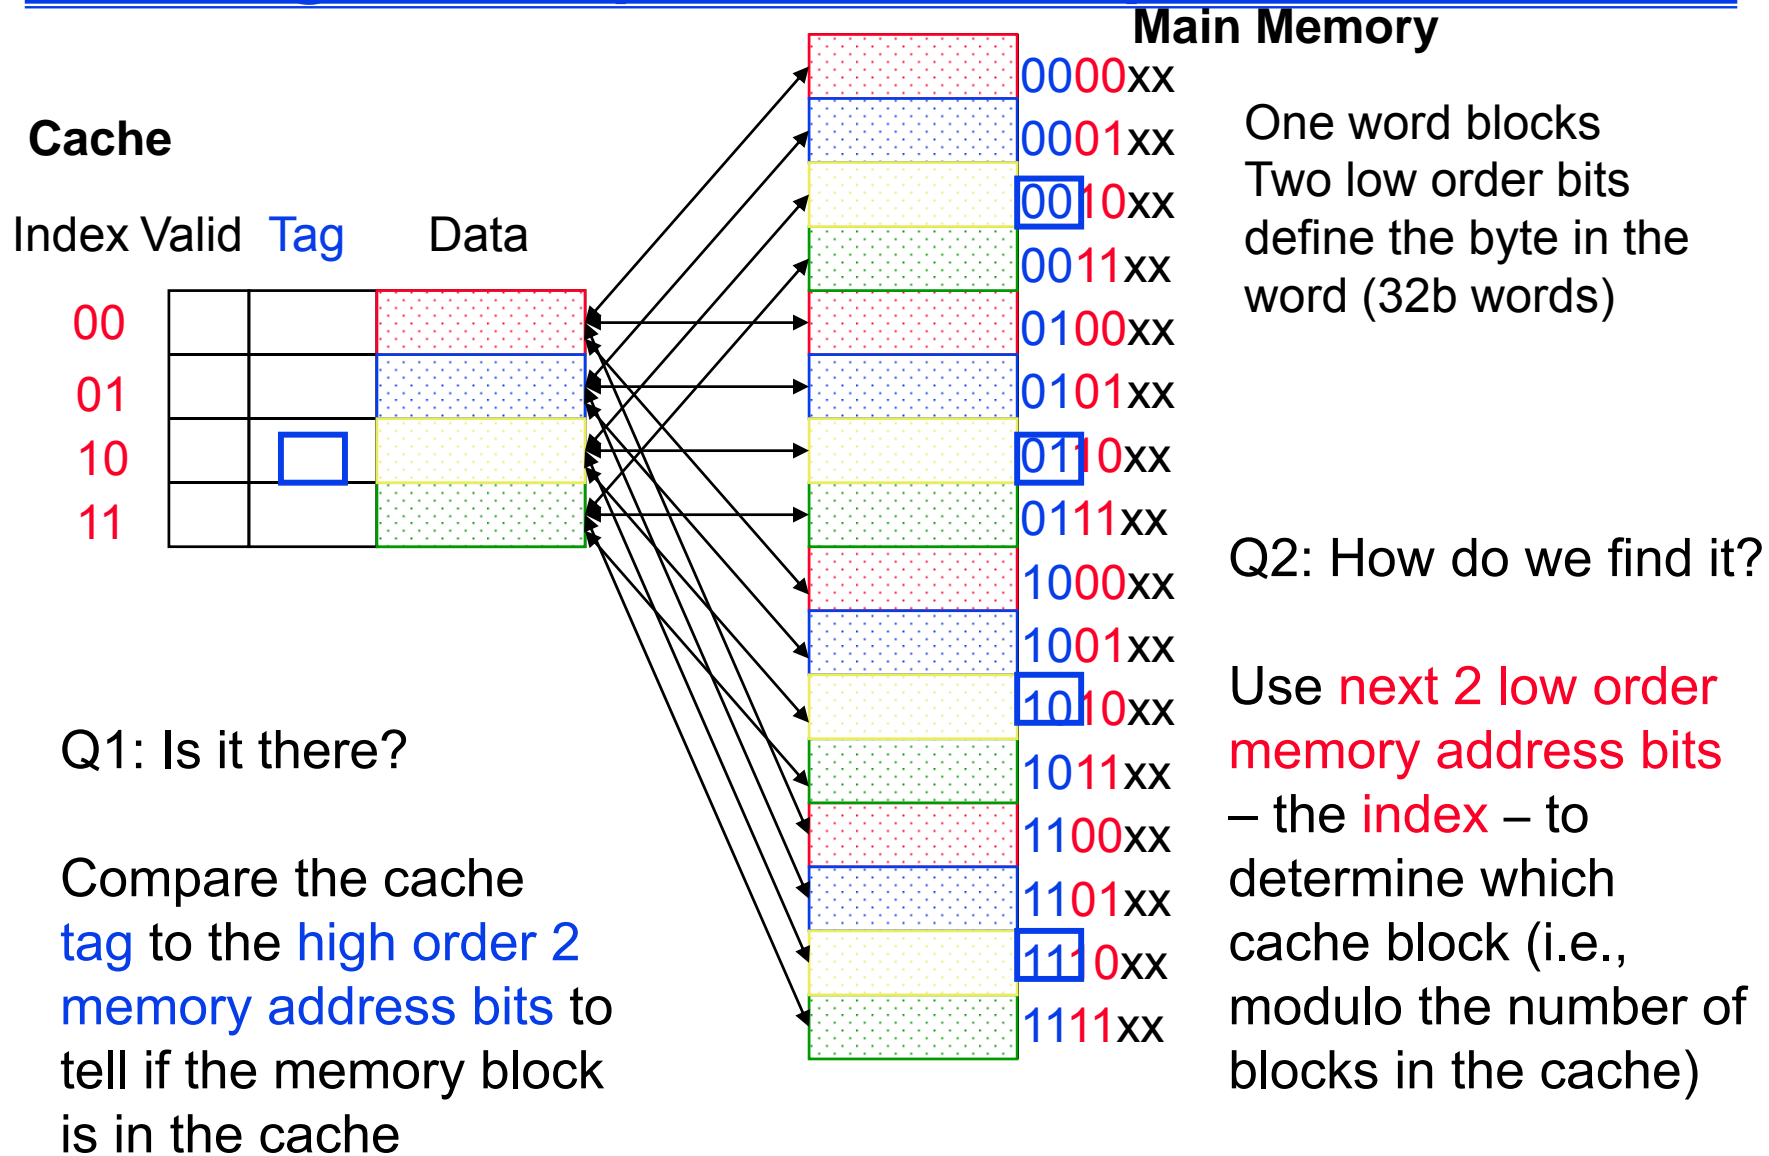 Main Memory
Cache
Index Valid Tag Data
00
01
10
11
0000xx
0001xx
0010xx
0011xx
0100xx
0101xx
0110xx
0111xx
1000xx
1001xx
1010xx
1011xx
1100xx
1101xx
1110xx
1111xx
One word blocks
Two low order bits
define the byte in the
word (32b words)
Q1: Is it there?
Compare the cache
tag to the high order 2
memory address bits to
tell if the memory block
is in the cache
Q2: How do we find it?
Use next 2 low order
memory address bits
– the index – to
determine which
cache block (i.e.,
modulo the number of
blocks in the cache)